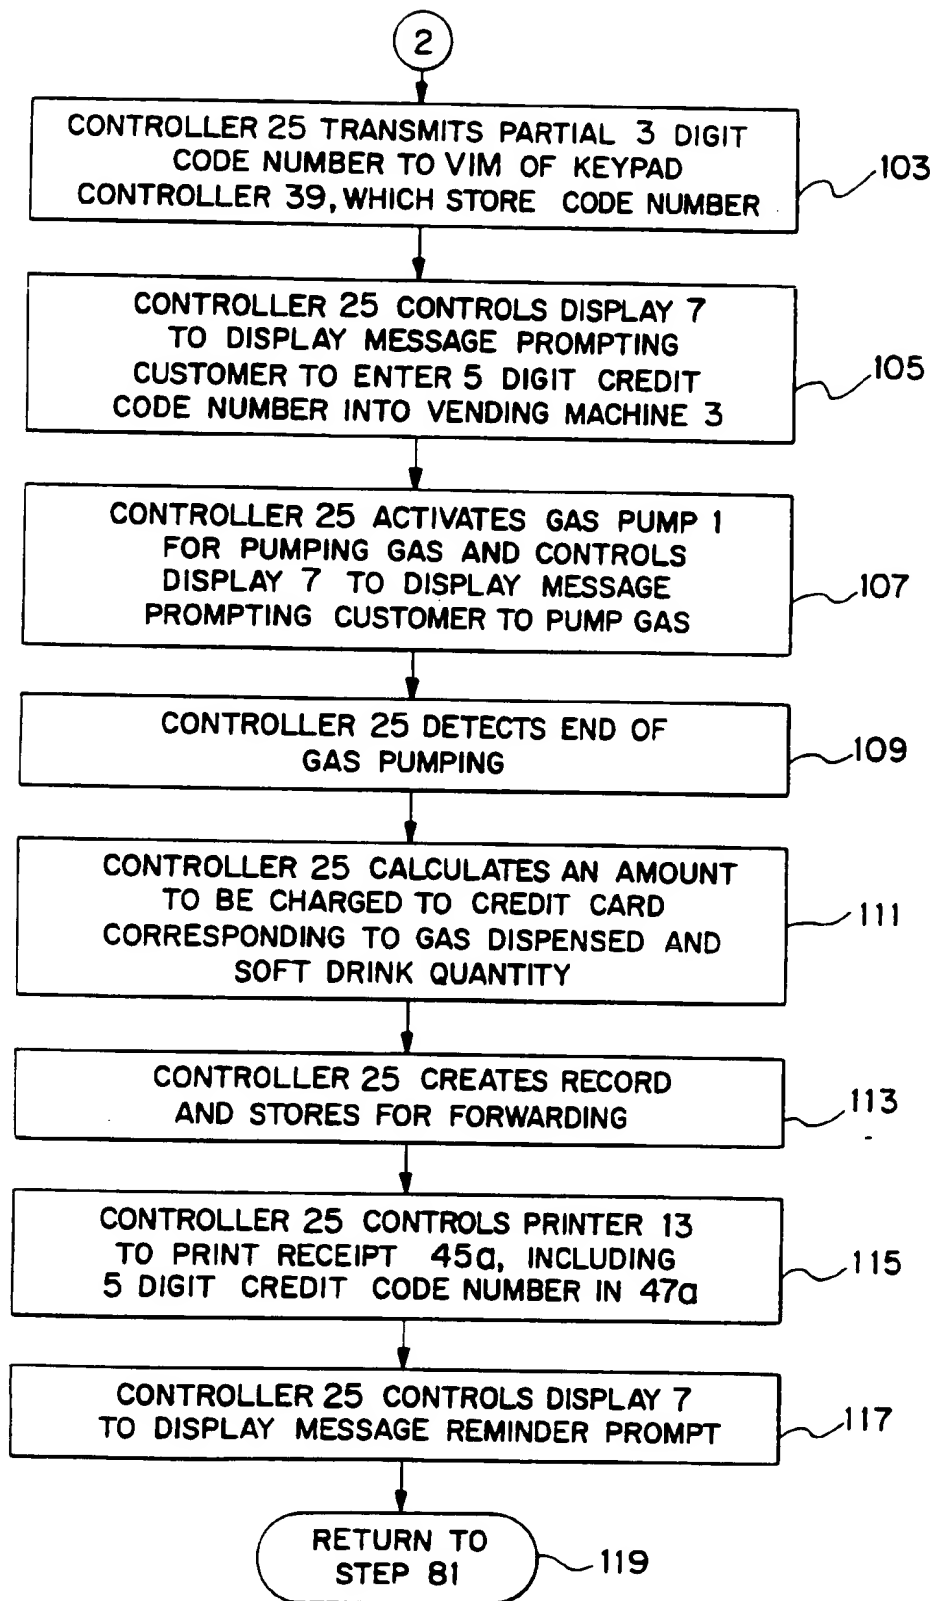 2
CONTROLLER 25 TRANSMITS PARTIAL 3 DIGIT
CODE NUMBER TO VIM OF KEYPAD
CONTROLLER 39, WHICH STORE CODE NUMBER
103
CONTROLLER 25 CONTROLS DISPLAY 7
TO DISPLAY MESSAGE PROMPTING
CUSTOMER TO ENTER 5 DIGIT CREDIT
CODE NUMBER INTO VENDING MACHINE 3
105
CONTROLLER 25 ACTIVATES GAS PUMP 1
FOR PUMPING GAS AND CONTROLS
DISPLAY 7 TO DISPLAY MESSAGE
PROMPTING CUSTOMER TO PUMP GAS
107
CONTROLLER 25 DETECTS END OF
GAS PUMPING
109
CONTROLLER 25 CALCULATES AN AMOUNT
TO BE CHARGED TO CREDIT CARD
CORRESPONDING TO GAS DISPENSED AND
SOFT DRINK QUANTITY
111
CONTROLLER 25 CREATES RECORD
AND STORES FOR FORWARDING
113
CONTROLLER 25 CONTROLS PRINTER 13
TO PRINT RECEIPT 45a, INCLUDING
5 DIGIT CREDIT CODE NUMBER IN 47a
115
CONTROLLER 25 CONTROLS DISPLAY 7
TO DISPLAY MESSAGE REMINDER PROMPT
117
RETURN TO
STEP 81
119